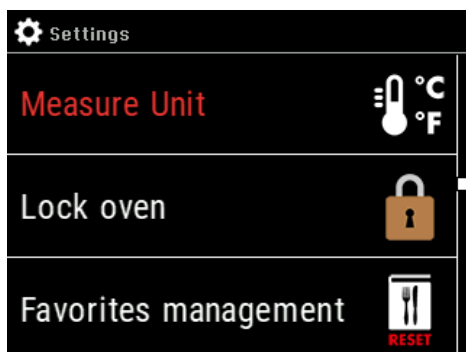 Settings
Measure Unit
°C
°F
Lock oven
Favorites management
RESET